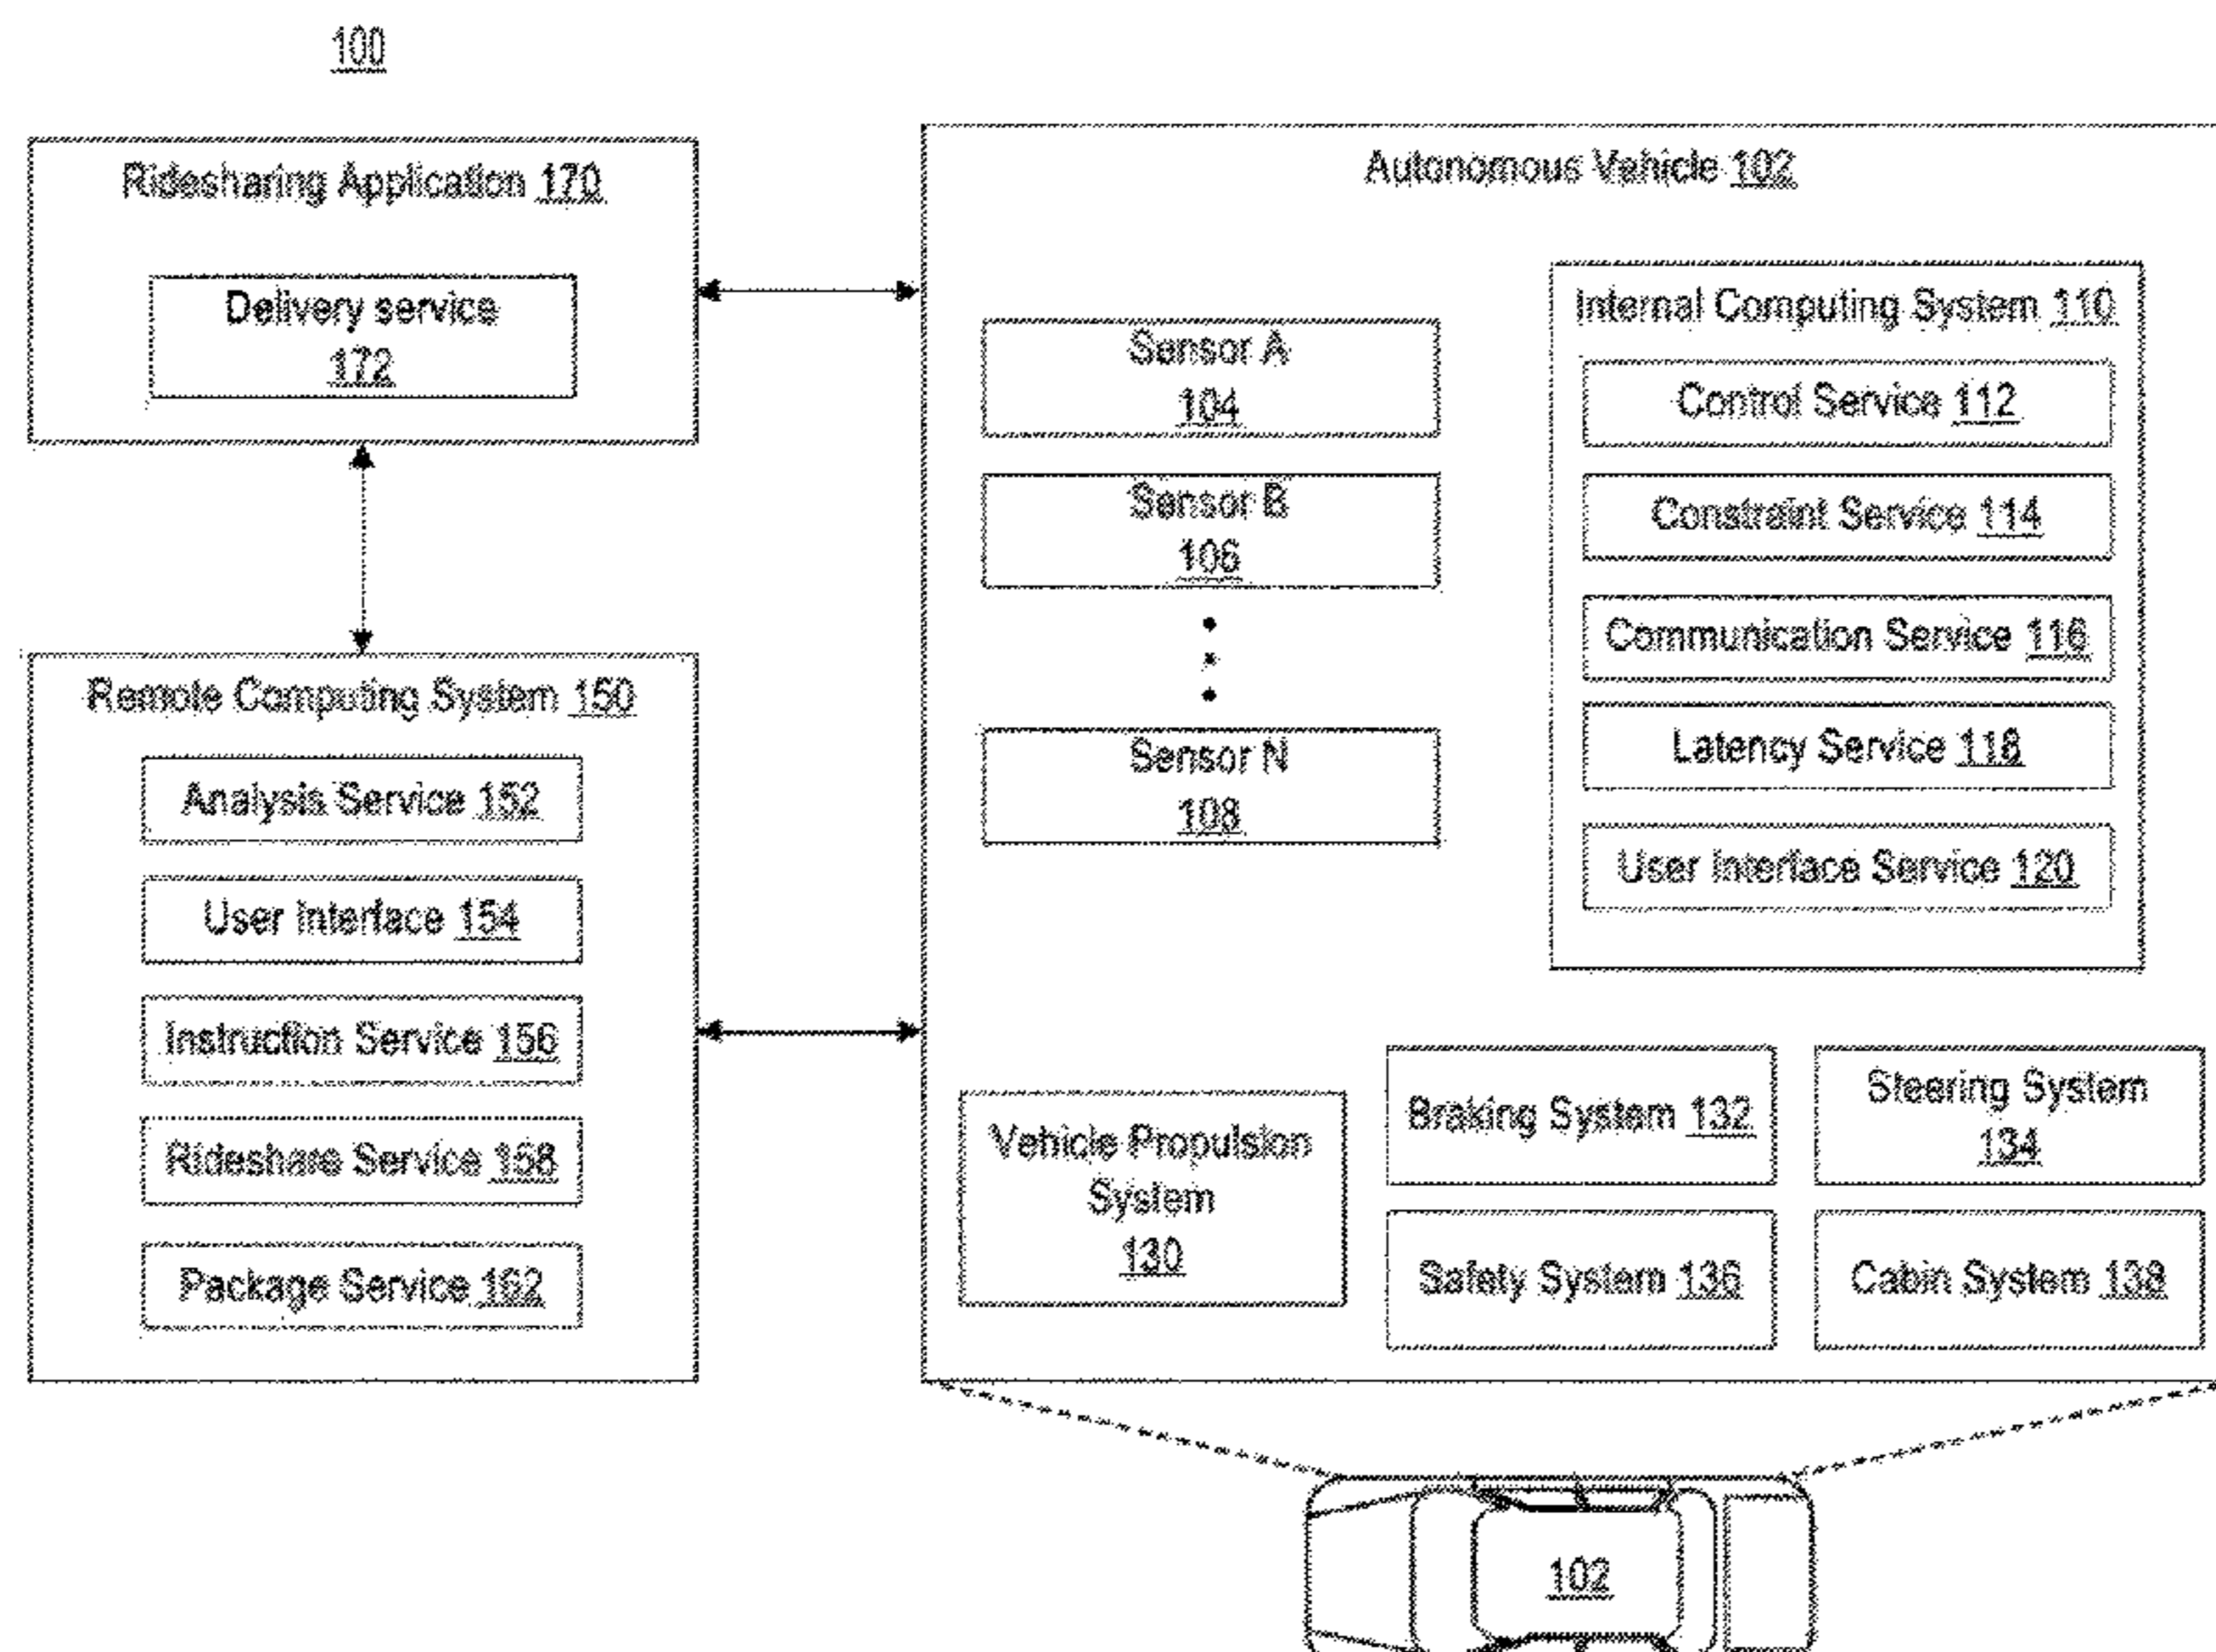 100
Ridesharing Application 170
Delivery service
172
Remote Computing System 150
Analysis Service 152
User Interface 154
Instruction Service 156
Rideshare Service 158
Package Service 162
Autonomous Vehicle 102
Sensor A
104
Sensor B
106
Sensor N
108
Internal Computing System 110
Control Service 112
Constraint Service 114
Communication Service 116
Latency Service 118
User Interface Service 120
Vehicle Propulsion
System
130
Braking System 132
Steering System
134
Safety System 136
Cabin System 138
102